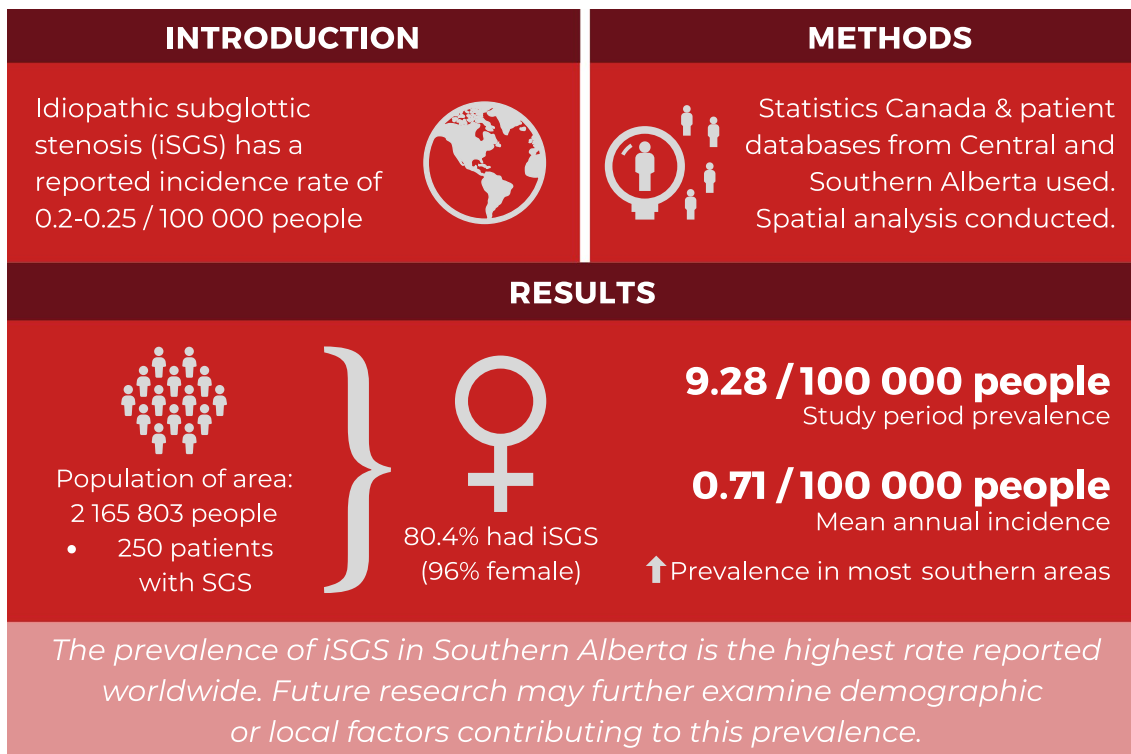 INTRODUCTION
Idiopathic subglottic
stenosis (iSGS) has a
reported incidence rate of
0.2-0.25 / 100 000 people
METHODS
Statistics Canada & patient
databases from Central and
Southern Alberta used.
Spatial analysis conducted.
RESULTS
Population of area:
2 165 803 people
• 250 patients
with SGS
80.4% had iSGS
(96% female)
9.28 / 100 000 people
Study period prevalence
0.71 / 100 000 people
Mean annual incidence
⬆Prevalence in most southern areas
The prevalence of iSGS in Southern Alberta is the highest rate reported
worldwide. Future research may further examine demographic
or local factors contributing to this prevalence.